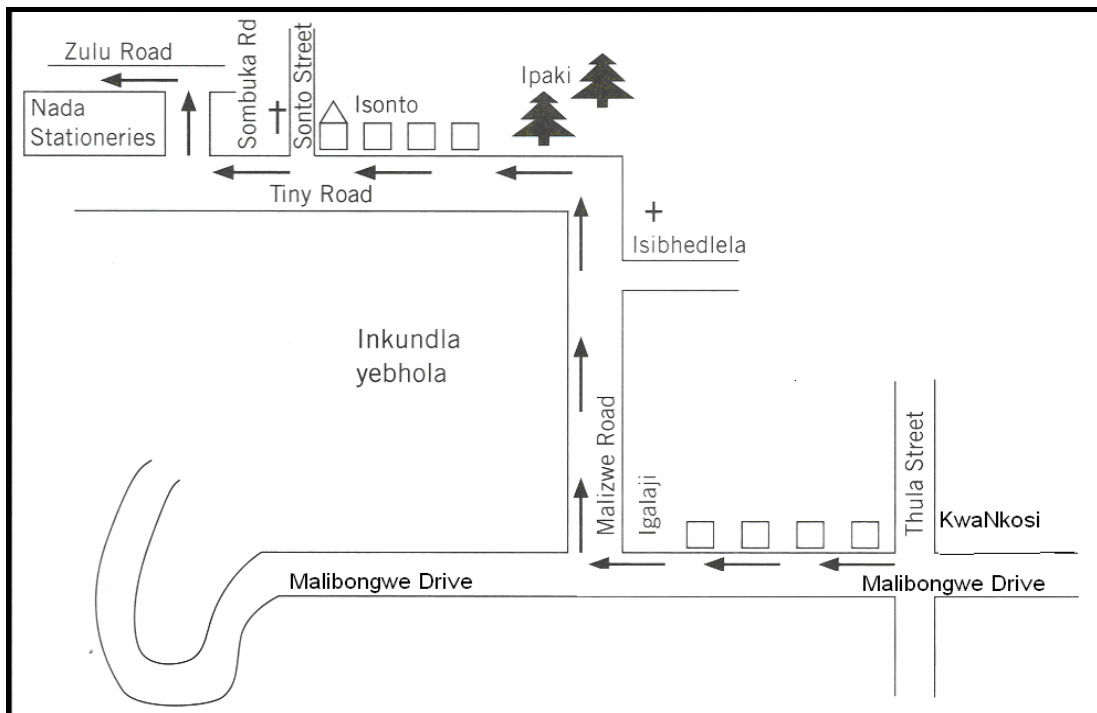 Zulu Road
Nada
Stationeries
Sombuka Rd
Sonto Street
Isonto
Ipaki
Tiny Road
Isibhedlela
Inkundla
yebhola
Malizwe Road
Igalaji
Thula Street
KwaNkosi
Malibongwe Drive
Malibongwe Drive